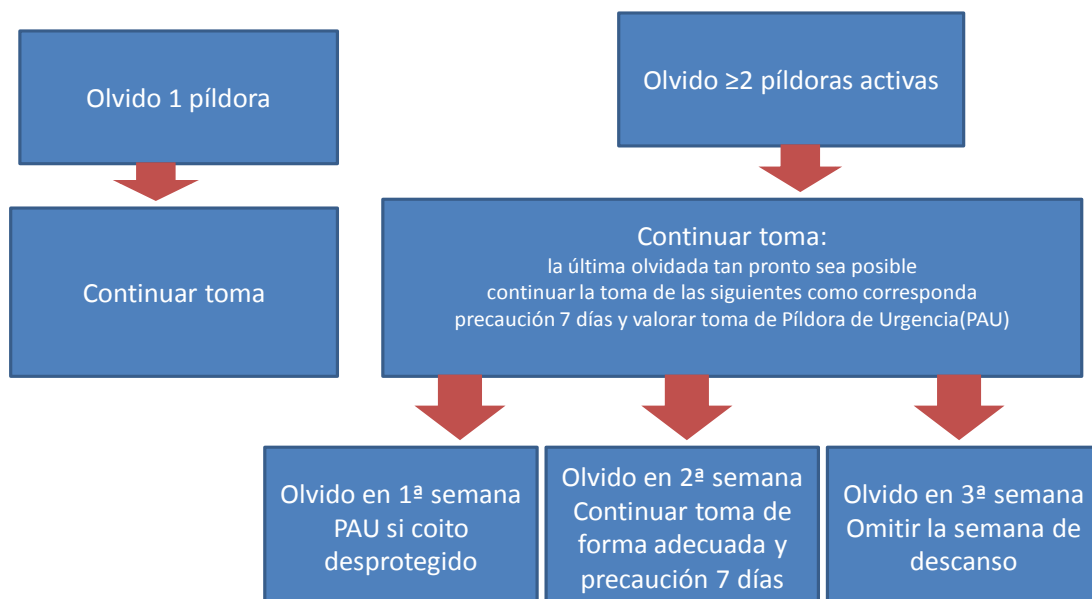 Olvido 1 píldora
Continuar toma
Olvido ≥2 píldoras activas
Continuar toma:
la última olvidada tan pronto sea posible
continuar la toma de las siguientes como corresponda
precaución 7 días y valorar toma de Píldora de Urgencia(PAU)
Olvido en 1ª semana
PAU si coito
desprotegido
Olvido en 2ª semana
Continuar toma de
forma adecuada y
precaución 7 días
Olvido en 3ª semana
Omitir la semana de
descanso